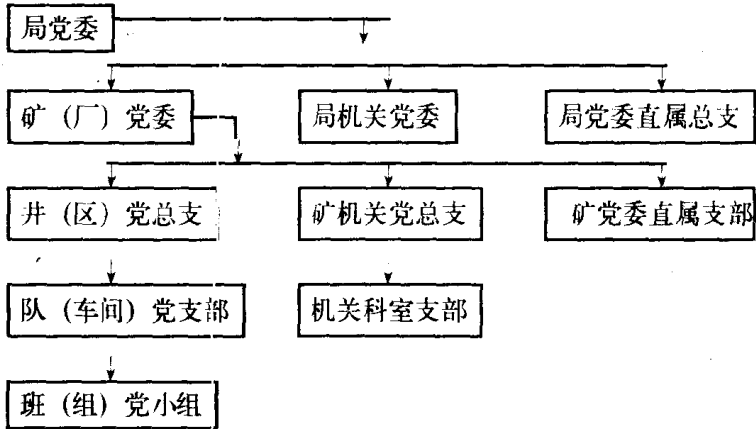 局党委
矿（厂）党委 局机关党委 局党委直属总支
井（区）党总支 矿机关党总支 矿党委直属支部
队（车间）党支部 机关科室支部
班（组）党小组